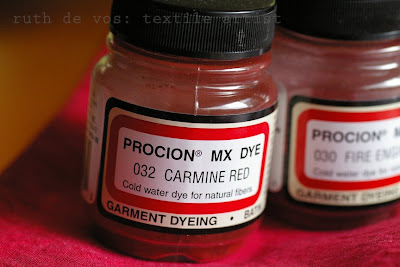 ruth de vos: textile artist
PROCION® MX DYE
032 CARMINE RED
Cold water dye for natural fibers.
GARMENT DYEING •
PROCION® M
030 FIRE
Cold water dye for
GARMENT DYEING